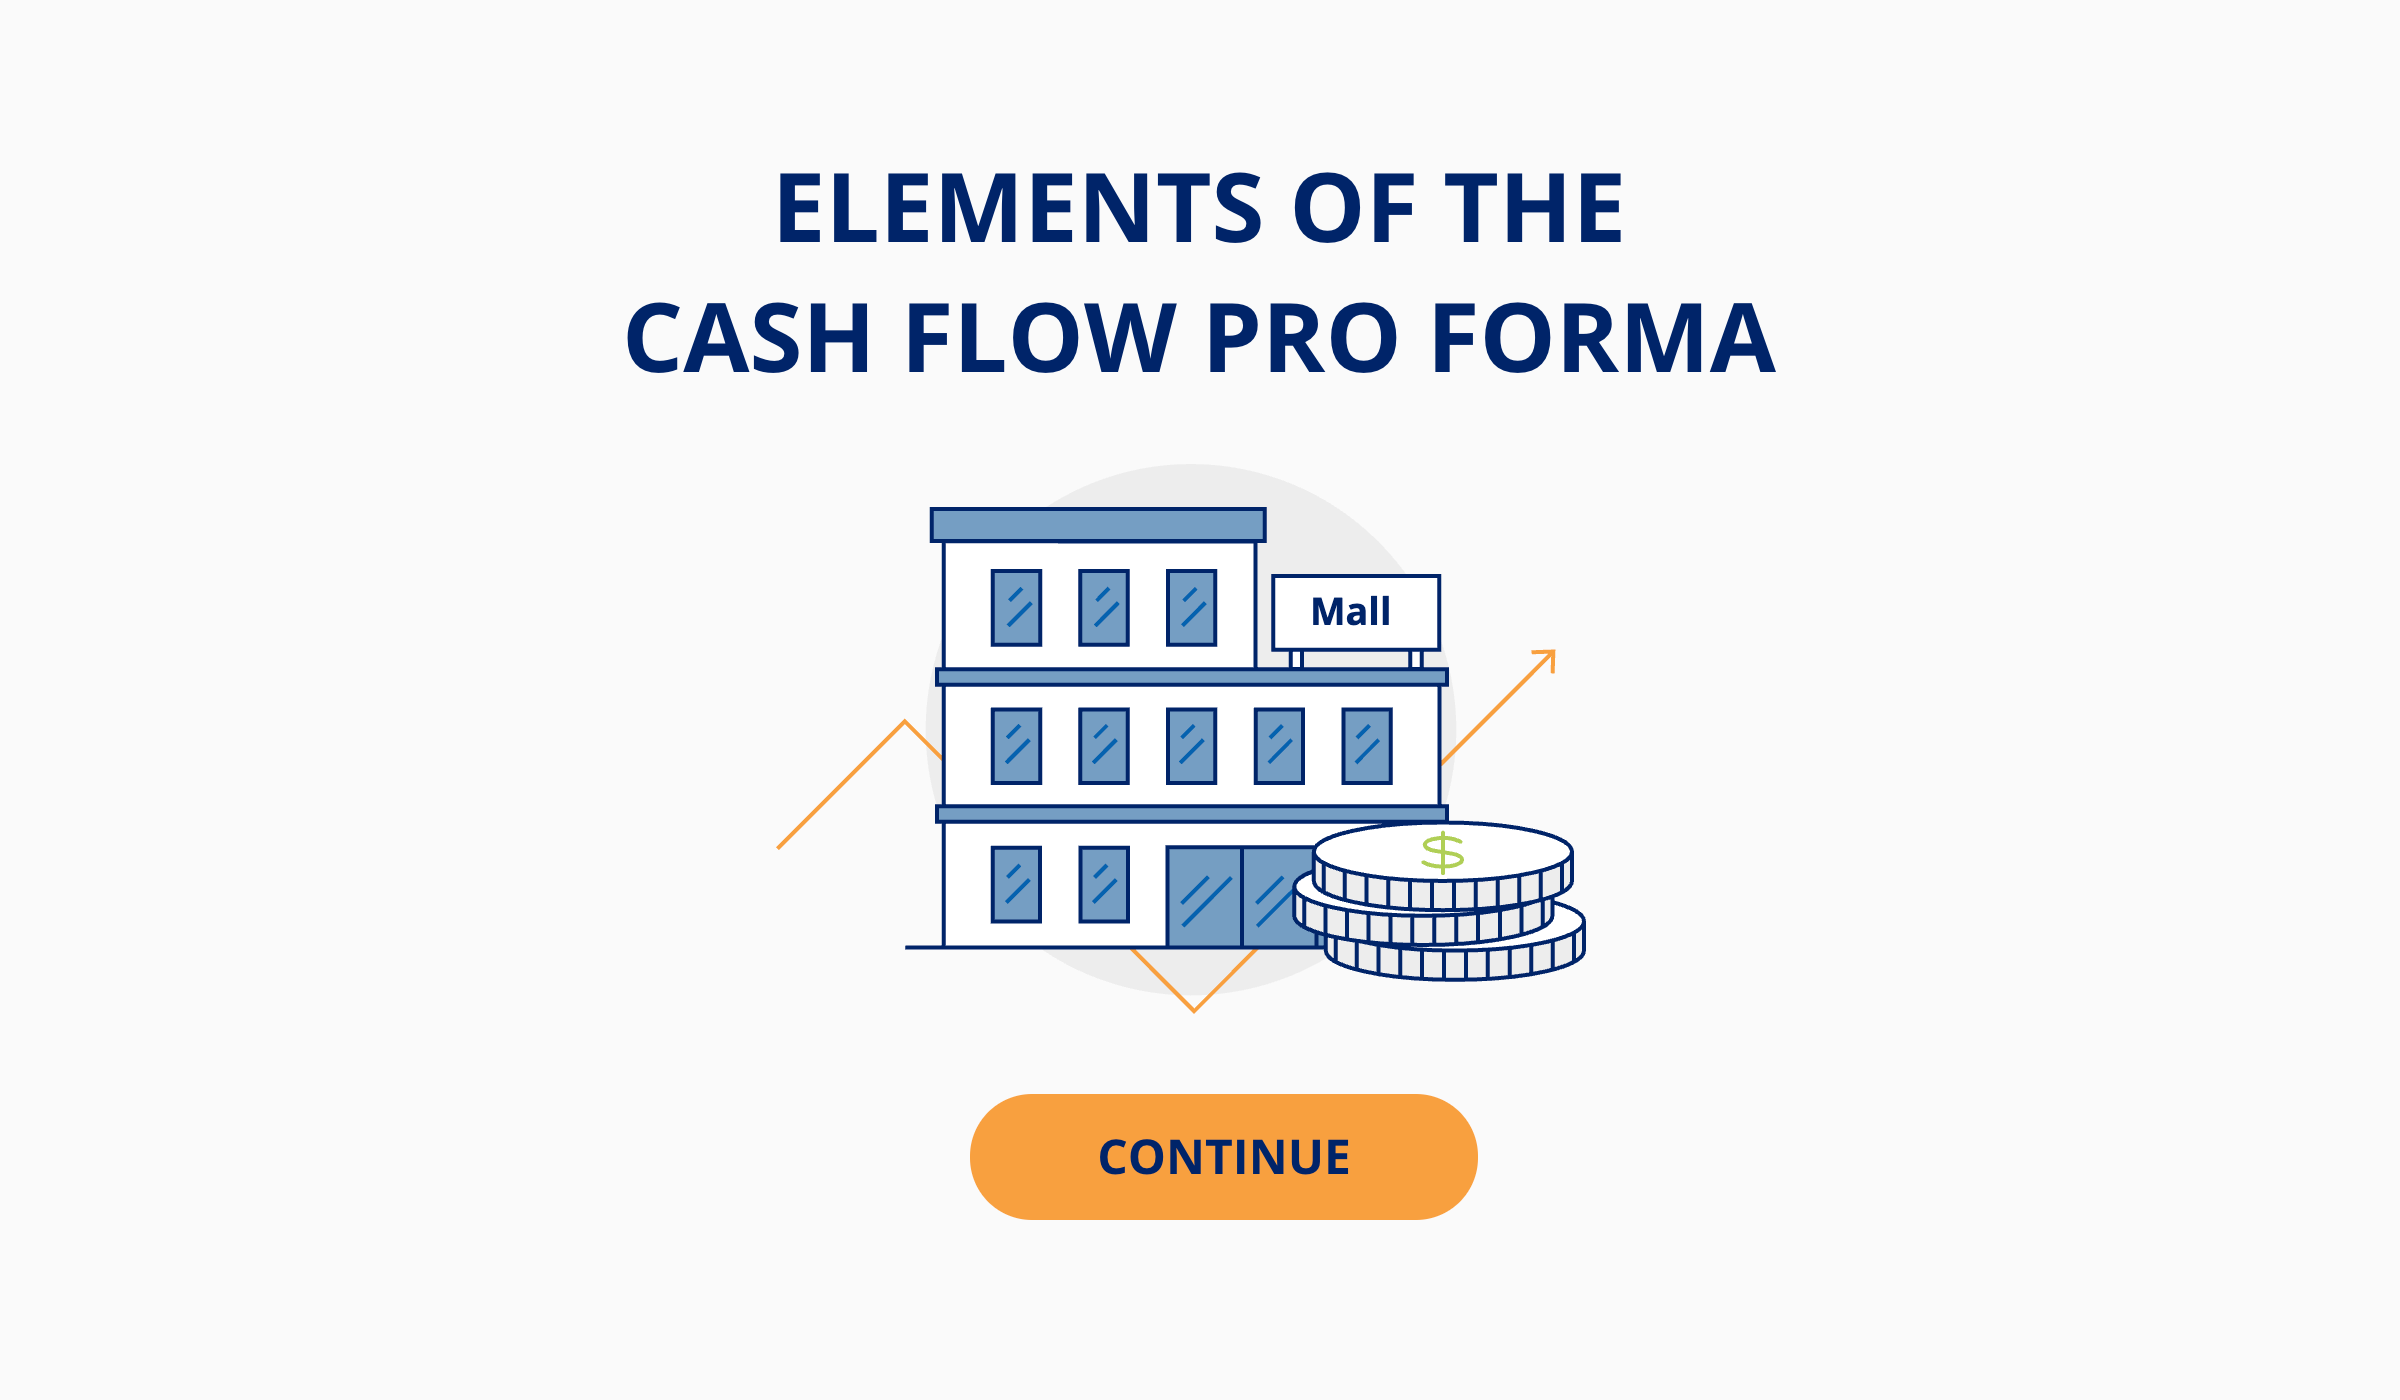 ELEMENTS OF THE
CASH FLOW PRO FORMA
Mall
$
CONTINUE